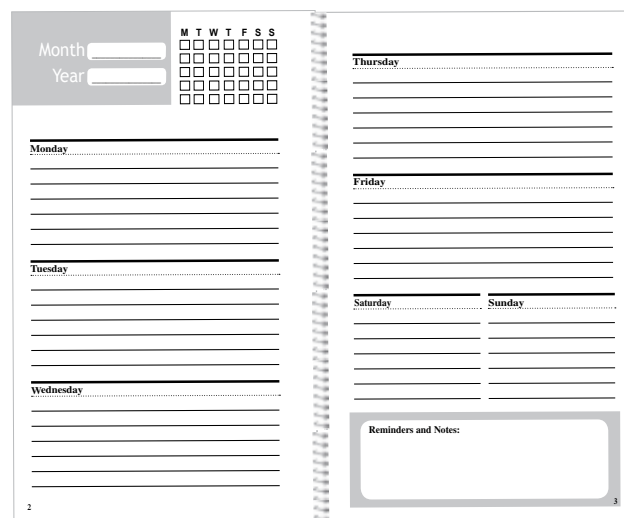 Month
Year
M T W T F S S
Monday
Tuesday
Wednesday
2
Thursday
Friday
Saturday
Sunday
Reminders and Notes:
3